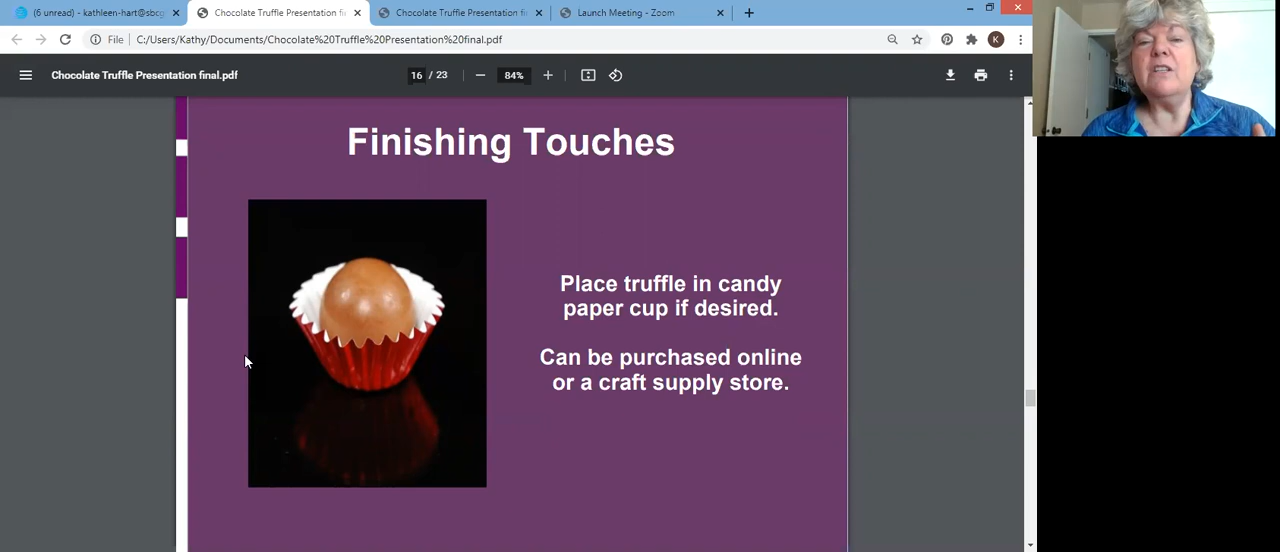 (6 unread) - kathleen-hart@sbcg
Chocolate Truffle Presentation fi
Chocolate Truffle Presentation fi
Launch Meeting - Zoom
File
C:/Users/Kathy/Documents/Chocolate%20Truffle%20Presentation%20final.pdf
K
Chocolate Truffle Presentation final.pdf
16 / 23
84%
Finishing Touches
Place truffle in candy
paper cup if desired.
Can be purchased online
or a craft supply store.